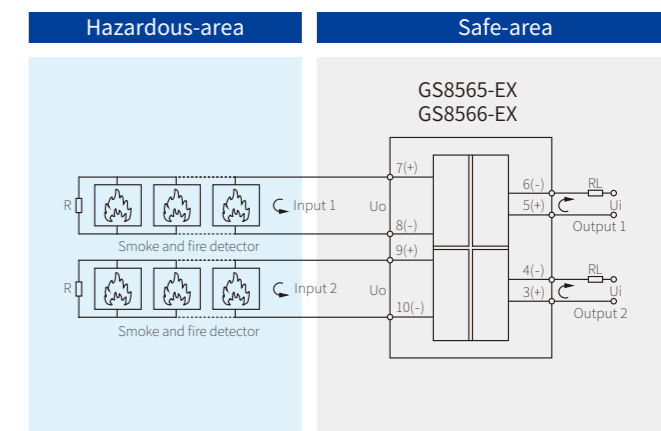 Hazardous-area
Safe-area
GS8565-EX
GS8566-EX
7(+)
6(-)
RL
R
Input 1
Uo
5(+)
Ui
8(-)
Output 1
Smoke and fire detector
9(+)
4(-)
RL
R
Input 2
Uo
3(+)
Ui
10(-)
Output 2
Smoke and fire detector